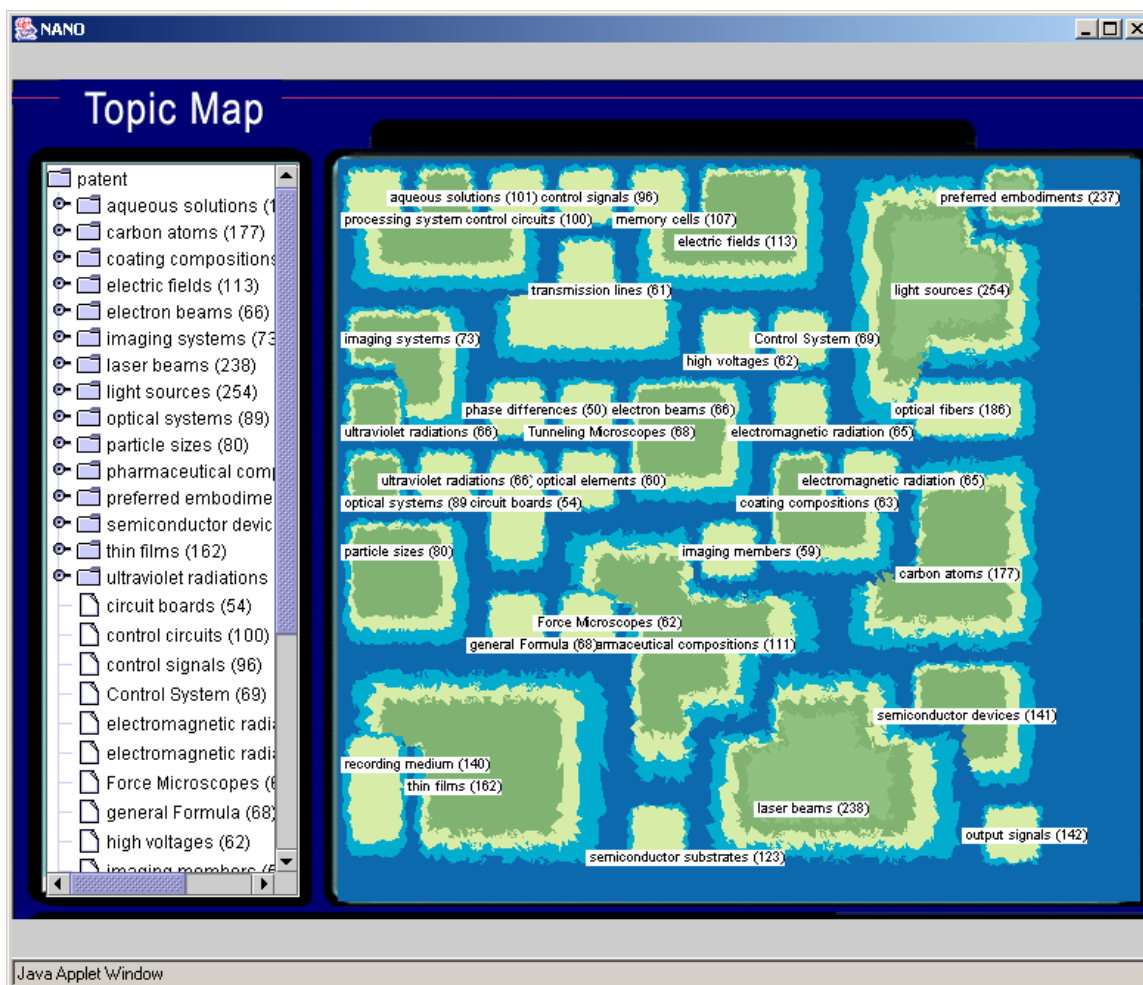 NANO
Topic Map
patent
aqueous solutions (1
carbon atoms (177)
coating compositions
electric fields (113)
electron beams (66)
imaging systems (73
laser beams (238)
light sources (254)
optical systems (89)
particle sizes (80)
pharmaceutical comp
preferred embodime
semiconductor devic
thin films (162)
ultraviolet radiations
circuit boards (54)
control circuits (100)
control signals (96)
Control System (69)
electromagnetic radia
electromagnetic radia
Force Microscopes (6
general Formula (68)
high voltages (62)
imaging members (5
aqueous solutions (101) control signals (96)
preferred embodiments (237)
processing system control circuits (100)
memory cells (107)
electric fields (113)
transmission lines (61)
light sources (254)
imaging systems (73)
Control System (69)
high voltages (62)
phase differences (50) electron beams (66)
optical fibers (186)
ultraviolet radiations (66)
Tunneling Microscopes (68)
electromagnetic radiation (65)
ultraviolet radiations (66) optical elements (60)
electromagnetic radiation (65)
optical systems (89 circuit boards (54)
coating compositions (63)
particle sizes (80)
imaging members (59)
carbon atoms (177)
Force Microscopes (62)
general Formula (68) armaceutical compositions (111)
semiconductor devices (141)
recording medium (140)
thin films (162)
laser beams (238)
output signals (142)
semiconductor substrates (123)
Java Applet Window